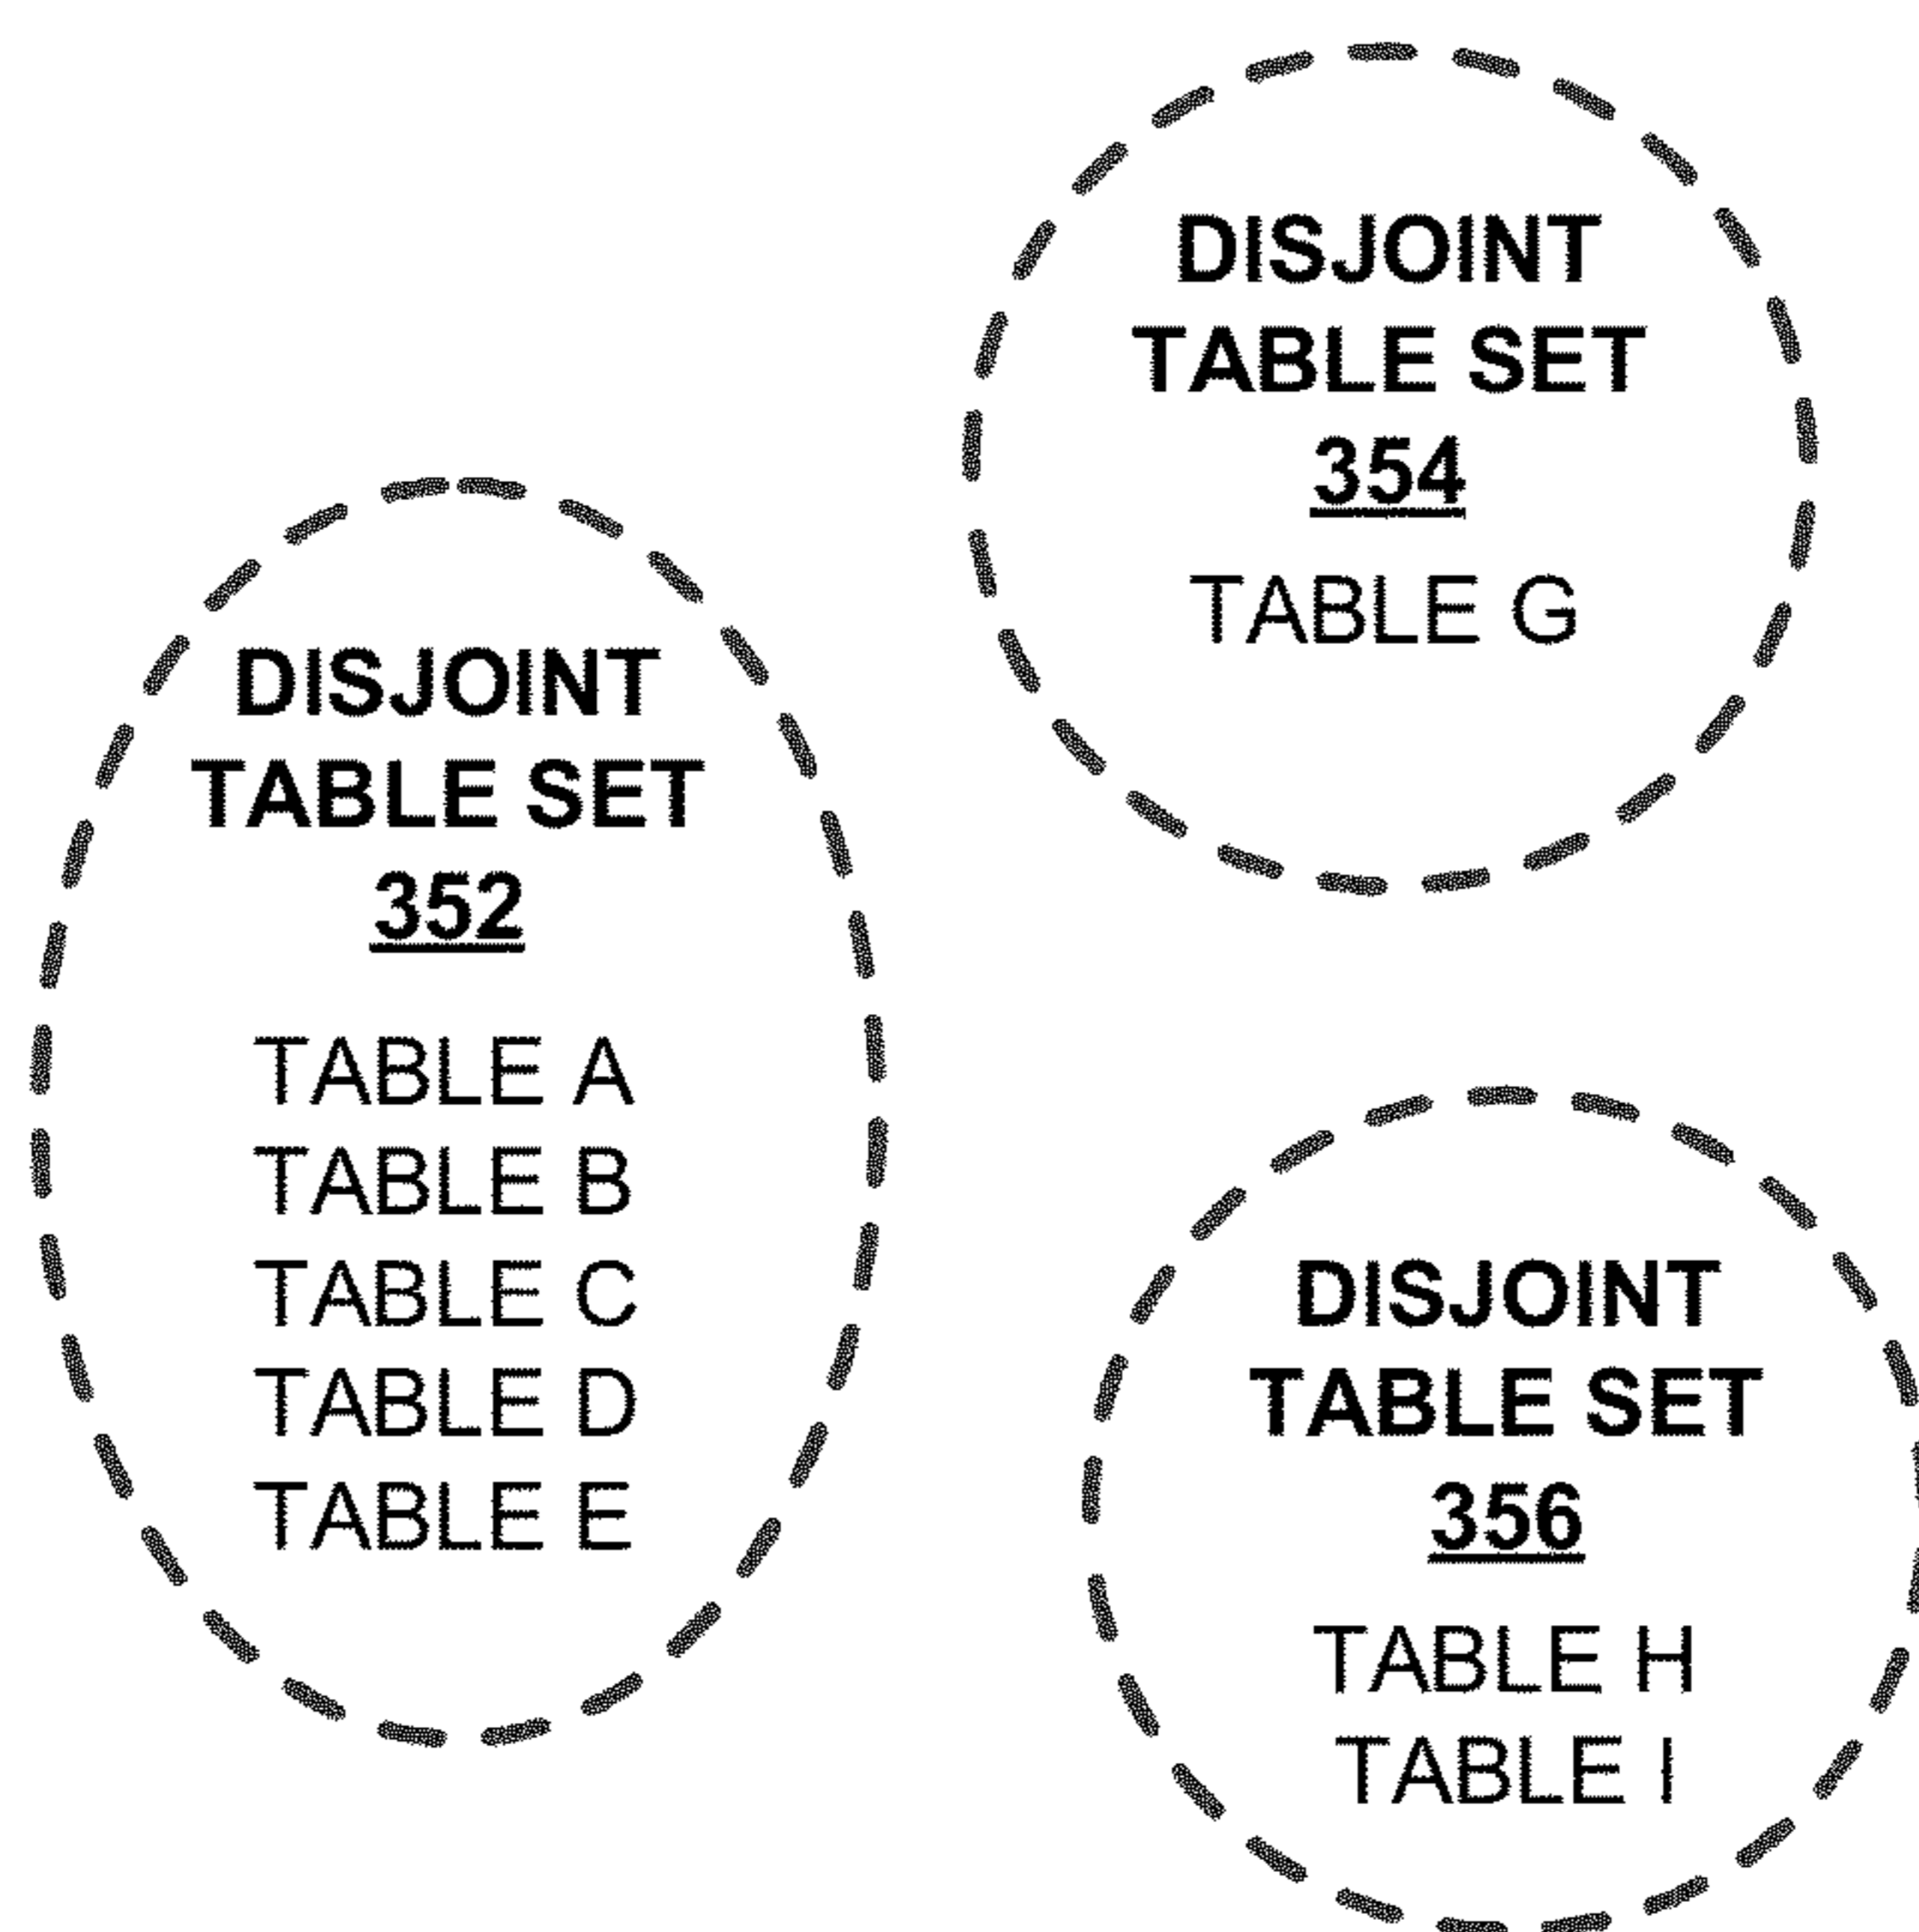 DISJOINT
TABLE SET
354
TABLE G
DISJOINT
TABLE SET
352
TABLE A
TABLE B
TABLE C
TABLE D
TABLE E
DISJOINT
TABLE SET
356
TABLE H
TABLE I